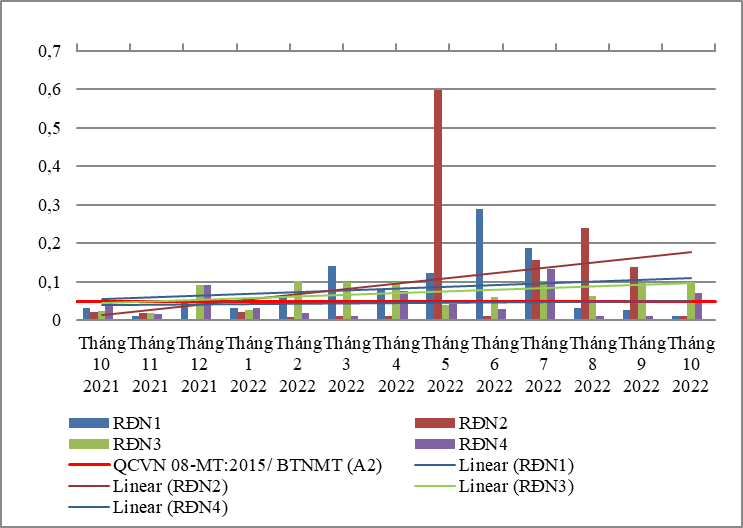 0,7
0,6
0,5
0,4
0,3
0,2
0,1
0
Tháng Tháng Tháng Tháng Tháng Tháng Tháng Tháng Tháng Tháng Tháng Tháng Tháng
10 11 12 1 2 3 4 5 6 7 8 9 10
2021 2021 2021 2022 2022 2022 2022 2022 2022 2022 2022 2022 2022
RĐN1 RĐN2
RĐN3 RĐN4
QCVN 08-MT:2015/ BTNMT (A2) Linear (RĐN1)
Linear (RĐN2) Linear (RĐN3)
Linear (RĐN4)